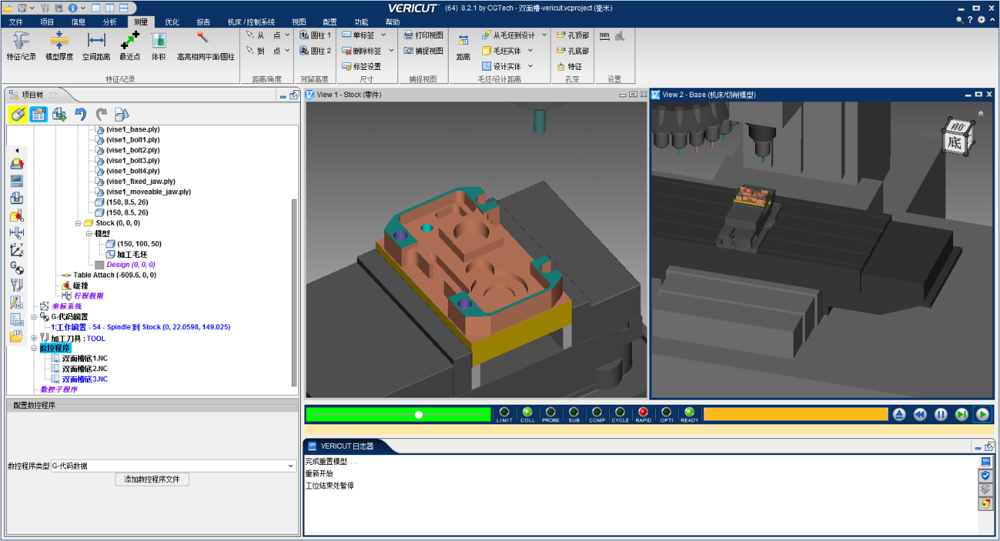 VERICUT (64) 8.2.1 by CGTech - 双面槽-vericut.vcproject (毫米)
文件 项目 信息 分析 测量 优化 报告 机床 / 控制系统 视图 配置 功能 帮助
特征/记录 模型厚度 空间距离 最近点 体积 高亮相同平面/圆柱
特征/记录
从 点
到 点
距离/角度
圆柱 1
圆柱 2
残留高度
单标签
删除标签
标签设置
尺寸
打印视图
捕捉视图
捕捉视图
距离
从毛坯到设计
毛坯实体
设计实体
毛坯/设计距离
孔顶部
孔底部
特征
孔深
mm
设置
项目树
(vise1_base.ply)
(vise1_bolt1.ply)
(vise1_bolt2.ply)
(vise1_bolt3.ply)
(vise1_bolt4.ply)
(vise1_fixed_jaw.ply)
(vise1_moveable_jaw.ply)
(150, 8.5, 26)
(150, 8.5, 26)
Stock (0, 0, 0)
模型
(150, 100, 50)
加工毛坯
Design (0, 0, 0)
Table Attach (-609.6, 0, 0)
碰撞
行程极限
坐标系统
G-代码偏置
1:工作偏置 - 54 - Spindle 到 Stock (0, 22.0598, 149.025)
加工刀具 : TOOL
数控程序
双面槽底1.NC
双面槽底2.NC
双面槽底3.NC
数控子程序
配置数控程序
数控程序类型 G-代码数据
添加数控程序文件
View 1 - Stock (零件)
View 2 - Base (机床/切削模型)
前
底
LIMIT COLL PROBE SUB COMP CYCLE RAPID OPTI READY
VERICUT 日志器
完成重置模型...
重新开始
工位结束处暂停